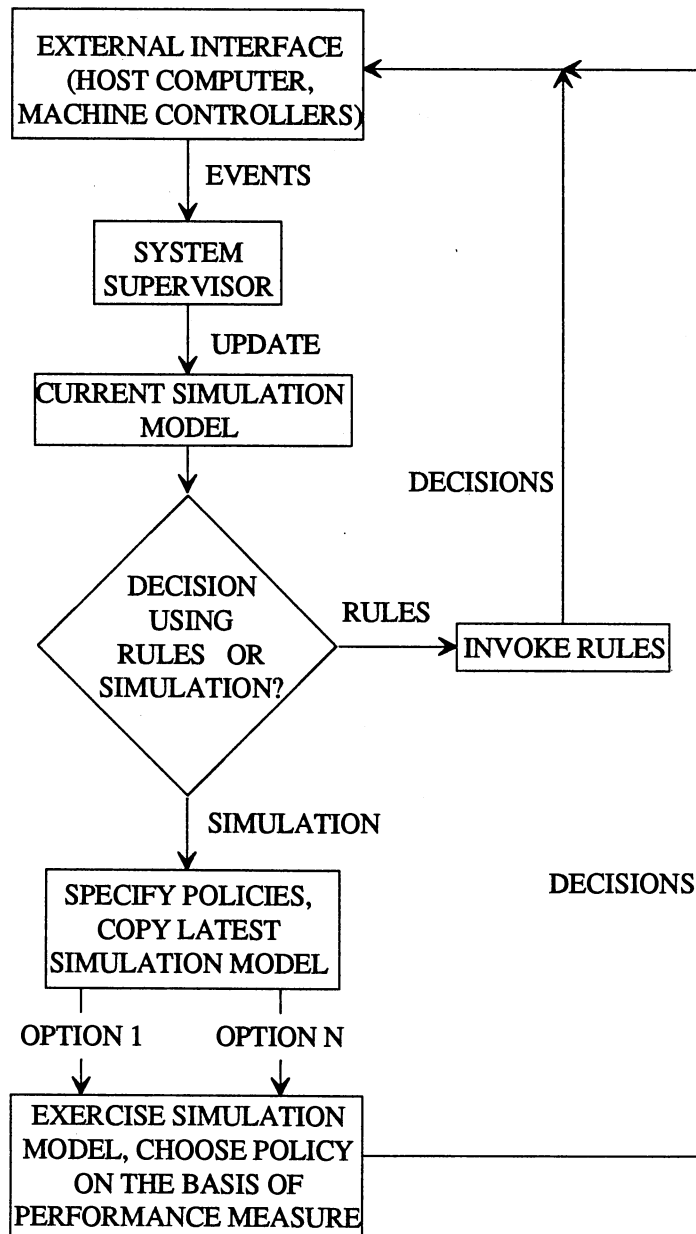 EXTERNAL INTERFACE
(HOST COMPUTER,
MACHINE CONTROLLERS)
EVENTS
SYSTEM
SUPERVISOR
UPDATE
CURRENT SIMULATION
MODEL
DECISIONS
DECISION
USING
RULES OR
SIMULATION?
RULES
INVOKE RULES
SIMULATION
DECISIONS
SPECIFY POLICIES,
COPY LATEST
SIMULATION MODEL
OPTION 1
OPTION N
EXERCISE SIMULATION
MODEL, CHOOSE POLICY
ON THE BASIS OF
PERFORMANCE MEASURE